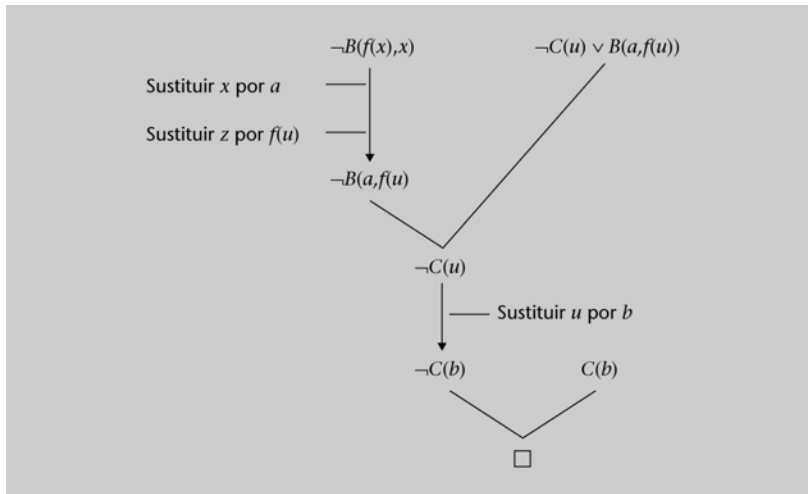 ¬B(f(x),x)
¬C(u) ∨ B(a,f(u))
Sustituir x por a
Sustituir z por f(u)
¬B(a,f(u)
¬C(u)
Sustituir u por b
¬C(b)
C(b)